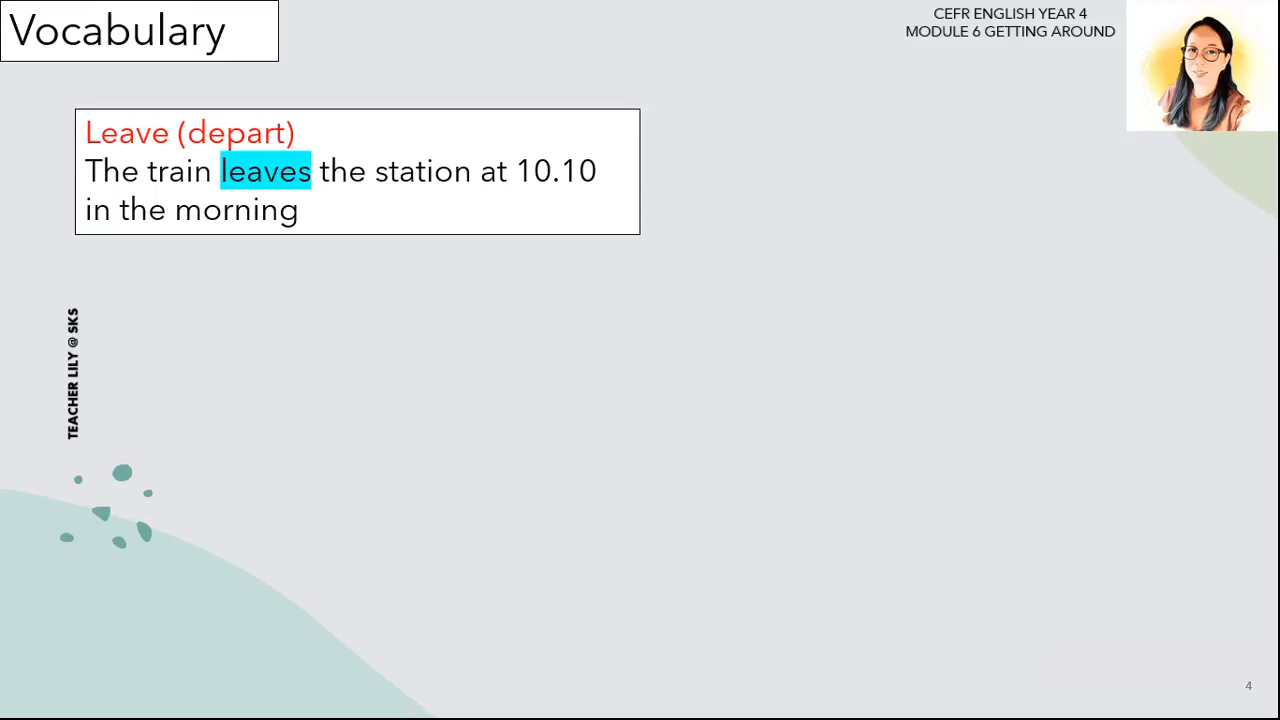 Vocabulary
CEFR ENGLISH YEAR 4
MODULE 6 GETTING AROUND
Leave (depart)
The train leaves the station at 10.10
in the morning
TEACHER LILY @ SKS
4